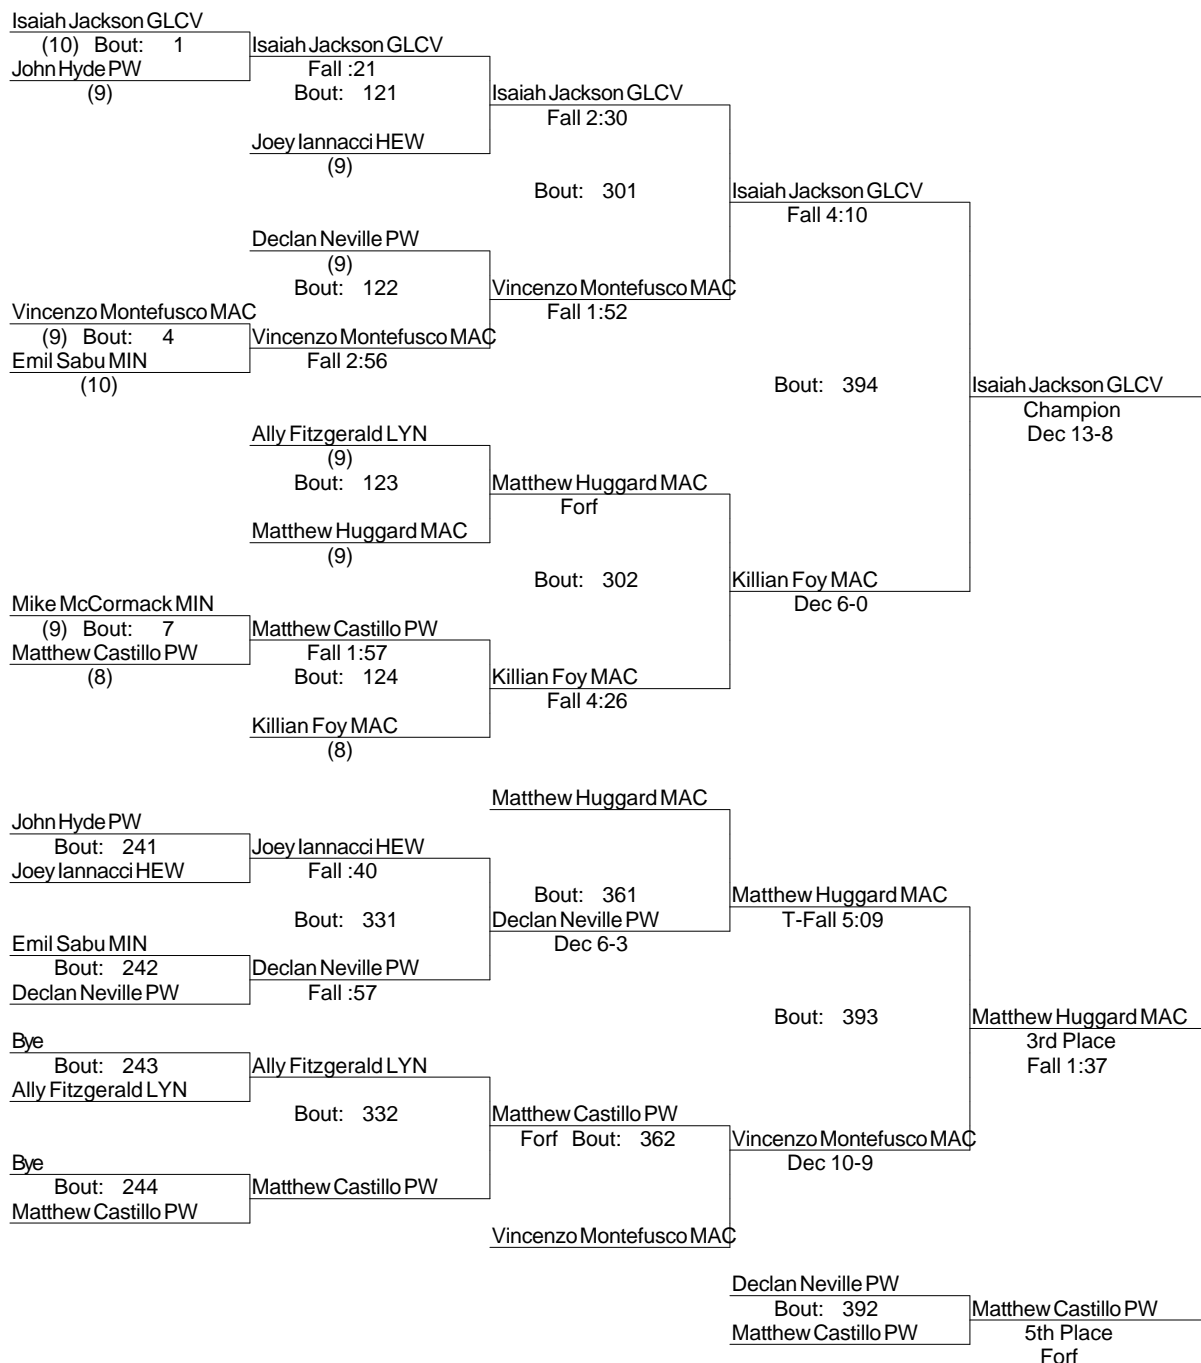 Isaiah Jackson GLCV
(10) Bout: 1
Isaiah Jackson GLCV
John Hyde PW
Fall :21
(9)
Bout: 121
Isaiah Jackson GLCV
Fall 2:30
Joey Iannacci HEW
(9)
Bout: 301
Isaiah Jackson GLCV
Fall 4:10
Declan Neville PW
(9)
Bout: 122
Vincenzo Montefusco MAC
Fall 1:52
Vincenzo Montefusco MAC
(9) Bout: 4
Vincenzo Montefusco MAC
Emil Sabu MIN
Fall 2:56
(10)
Bout: 394
Isaiah Jackson GLCV
Champion
Dec 13-8
Ally Fitzgerald LYN
(9)
Bout: 123
Matthew Huggard MAC
Forf
Matthew Huggard MAC
(9)
Bout: 302
Killian Foy MAC
Dec 6-0
Mike McCormack MIN
(9) Bout: 7
Matthew Castillo PW
Matthew Castillo PW
Fall 1:57
(8)
Bout: 124
Killian Foy MAC
Fall 4:26
Killian Foy MAC
(8)
Matthew Huggard MAC
John Hyde PW
Bout: 241
Joey Iannacci HEW
Joey Iannacci HEW
Fall :40
Bout: 361
Matthew Huggard MAC
T-Fall 5:09
Bout: 331
Declan Neville PW
Dec 6-3
Emil Sabu MIN
Bout: 242
Declan Neville PW
Declan Neville PW
Fall :57
Bout: 393
Matthew Huggard MAC
3rd Place
Fall 1:37
Bye
Bout: 243
Ally Fitzgerald LYN
Ally Fitzgerald LYN
Bout: 332
Matthew Castillo PW
Forf Bout: 362
Vincenzo Montefusco MAC
Dec 10-9
Bye
Bout: 244
Matthew Castillo PW
Matthew Castillo PW
Vincenzo Montefusco MAC
Declan Neville PW
Bout: 392
Matthew Castillo PW
Matthew Castillo PW
5th Place
Forf